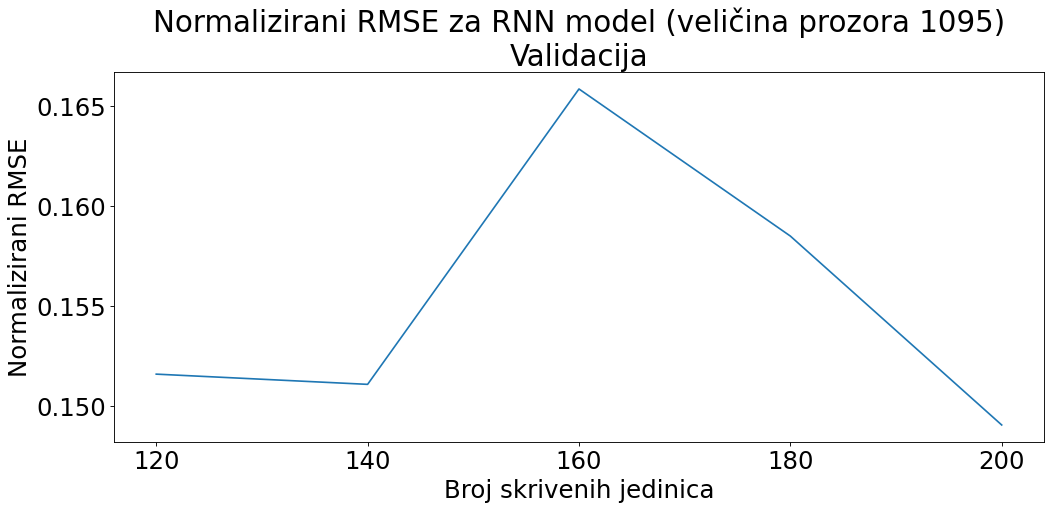 Normalizirani RMSE za RNN model (veličina prozora 1095)
Validacija
Normalizirani RMSE
0.165
0.160
0.155
0.150
120 140 160 180 200
Broj skrivenih jedinica